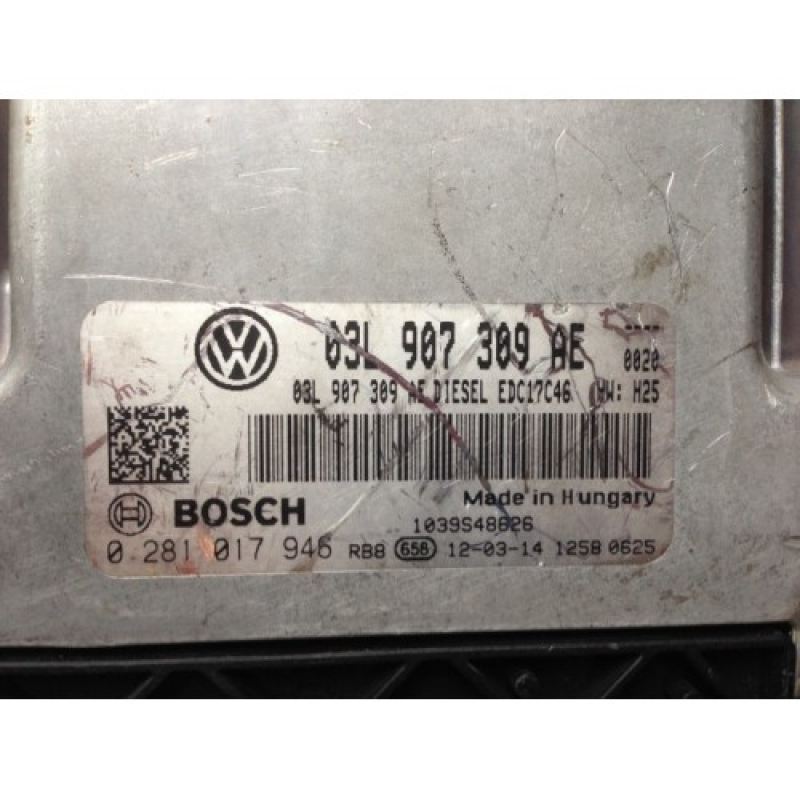 03L 907 309 AE ----
0020
03L 907 309 AE DIESEL EDC17C46 HW: H25
Made in Hungary
BOSCH
1039S48626
0 281 017 946 RB8 658 12-03-14 1258 0625